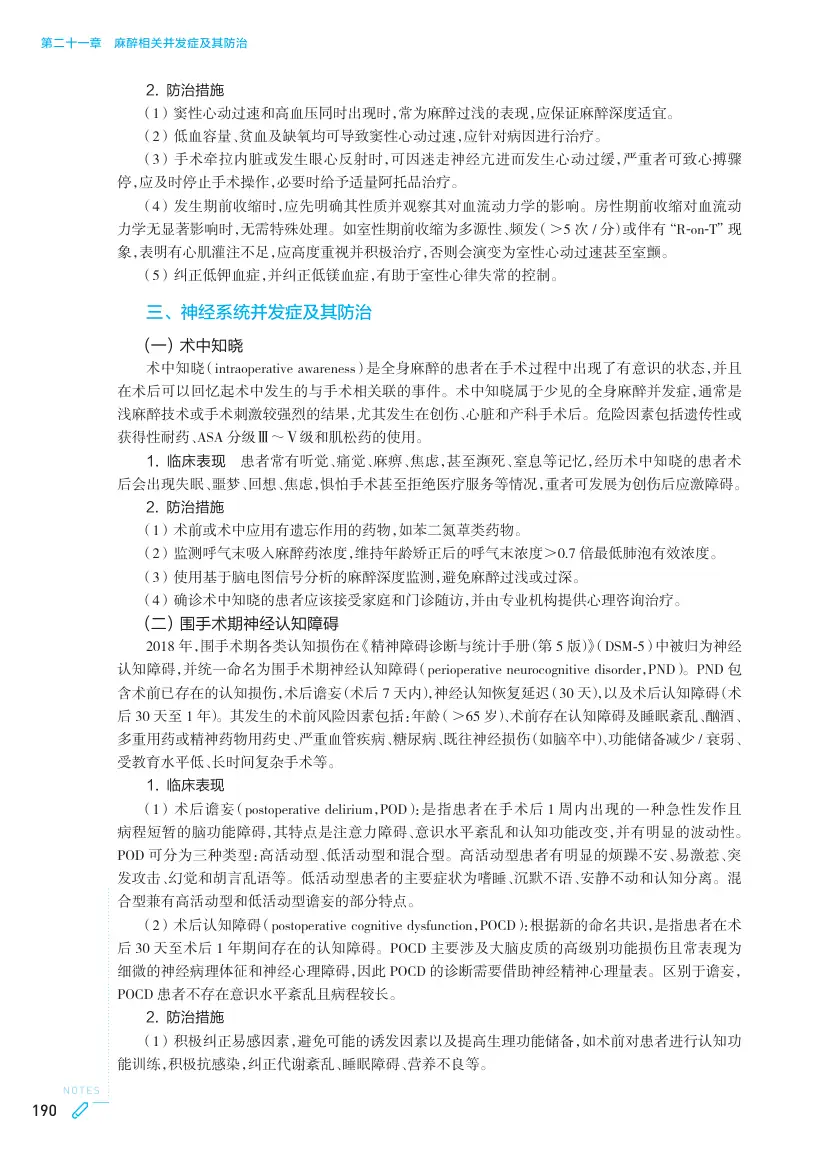 第二十一章　麻醉相关并发症及其防治
2. 防治措施
（1）窦性心动过速和高血压同时出现时，常为麻醉过浅的表现，应保证麻醉深度适宜。
（2）低血容量、贫血及缺氧均可导致窦性心动过速，应针对病因进行治疗。
（3）手术牵拉内脏或发生眼心反射时，可因迷走神经亢进而发生心动过缓，严重者可致心搏骤
停，应及时停止手术操作，必要时给予适量阿托品治疗。
（4）发生期前收缩时，应先明确其性质并观察其对血流动力学的影响。房性期前收缩对血流动
力学无显著影响时，无需特殊处理。如室性期前收缩为多源性、频发（>5 次 / 分）或伴有 “R-on-T” 现
象，表明有心肌灌注不足，应高度重视并积极治疗，否则会演变为室性心动过速甚至室颤。
（5）纠正低钾血症，并纠正低镁血症，有助于室性心律失常的控制。
三、神经系统并发症及其防治
（一）术中知晓
术中知晓（intraoperative awareness）是全身麻醉的患者在手术过程中出现了有意识的状态，并且
在术后可以回忆起术中发生的与手术相关联的事件。术中知晓属于少见的全身麻醉并发症，通常是
浅麻醉技术或手术刺激较强烈的结果，尤其发生在创伤、心脏和产科手术后。危险因素包括遗传性或
获得性耐药、ASA 分级Ⅲ～Ⅴ级和肌松药的使用。
1. 临床表现　患者常有听觉、痛觉、麻痹、焦虑，甚至濒死、窒息等记忆，经历术中知晓的患者术
后会出现失眠、噩梦、回想、焦虑，惧怕手术甚至拒绝医疗服务等情况，重者可发展为创伤后应激障碍。
2. 防治措施
（1）术前或术中应用有遗忘作用的药物，如苯二氮䓬类药物。
（2）监测呼气末吸入麻醉药浓度，维持年龄矫正后的呼气末浓度>0.7 倍最低肺泡有效浓度。
（3）使用基于脑电图信号分析的麻醉深度监测，避免麻醉过浅或过深。
（4）确诊术中知晓的患者应该接受家庭和门诊随访，并由专业机构提供心理咨询治疗。
（二）围手术期神经认知障碍
2018 年，围手术期各类认知损伤在《精神障碍诊断与统计手册（第 5 版）》（DSM-5）中被归为神经
认知障碍，并统一命名为围手术期神经认知障碍（perioperative neurocognitive disorder，PND）。PND 包
含术前已存在的认知损伤，术后谵妄（术后 7 天内），神经认知恢复延迟（30 天），以及术后认知障碍（术
后 30 天至 1 年）。其发生的术前风险因素包括：年龄（>65 岁）、术前存在认知障碍及睡眠紊乱、酗酒、
多重用药或精神药物用药史、严重血管疾病、糖尿病、既往神经损伤（如脑卒中）、功能储备减少 / 衰弱、
受教育水平低、长时间复杂手术等。
1. 临床表现
（1）术后谵妄（postoperative delirium，POD）：是指患者在手术后 1 周内出现的一种急性发作且
病程短暂的脑功能障碍，其特点是注意力障碍、意识水平紊乱和认知功能改变，并有明显的波动性。
POD 可分为三种类型：高活动型、低活动型和混合型。高活动型患者有明显的烦躁不安、易激惹、突
发攻击、幻觉和胡言乱语等。低活动型患者的主要症状为嗜睡、沉默不语、安静不动和认知分离。混
合型兼有高活动型和低活动型谵妄的部分特点。
（2）术后认知障碍（postoperative cognitive dysfunction，POCD）：根据新的命名共识，是指患者在术
后 30 天至术后 1 年期间存在的认知障碍。POCD 主要涉及大脑皮质的高级别功能损伤且常表现为
细微的神经病理体征和神经心理障碍，因此 POCD 的诊断需要借助神经精神心理量表。区别于谵妄，
POCD 患者不存在意识水平紊乱且病程较长。
2. 防治措施
（1）积极纠正易感因素，避免可能的诱发因素以及提高生理功能储备，如术前对患者进行认知功
能训练，积极抗感染，纠正代谢紊乱、睡眠障碍、营养不良等。
NOTES
190